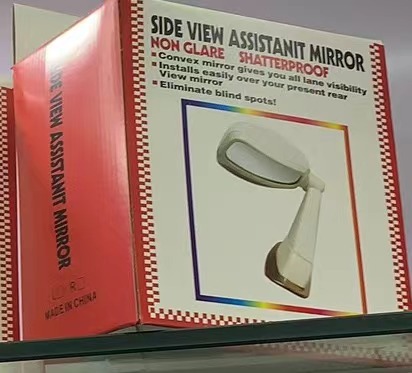 SIDE VIEW ASSISTANIT MIRROR
NON GLARE SHATTERPROOF
▪ Convex mirror gives you all lane visibility
▪ Installs easily over your present rear
View mirror
▪ Eliminate blind spots!
SIDE VIEW ASSISTANIT MIRROR
R
MADE IN CHINA